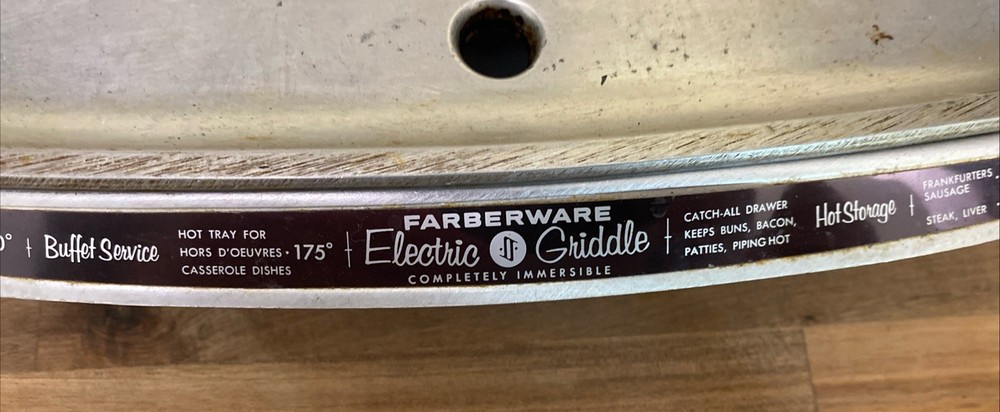 0°
Buffet Service
HOT TRAY FOR
HORS D'OEUVRES · 175°
CASSEROLE DISHES
FARBERWARE
Electric Griddle
COMPLETELY IMMERSIBLE
CATCH-ALL DRAWER
KEEPS BUNS, BACON,
PATTIES, PIPING HOT
Hot Storage
FRANKFURTERS
SAUSAGE
STEAK, LIVER